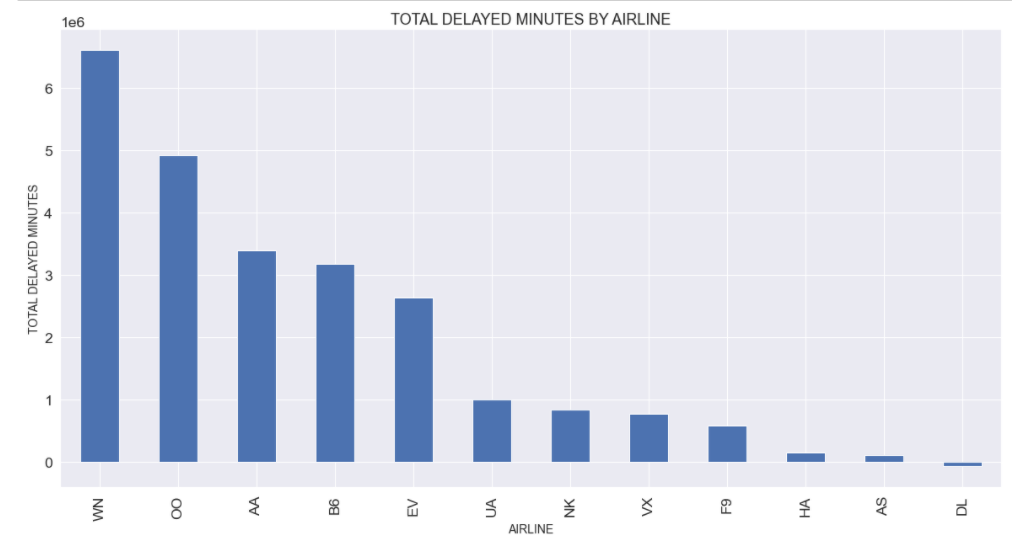 TOTAL DELAYED MINUTES BY AIRLINE
1e6
6
5
4
3
2
1
0
TOTAL DELAYED MINUTES
WN OO AA B6 EV UA NK VX F9 HA AS DL
AIRLINE